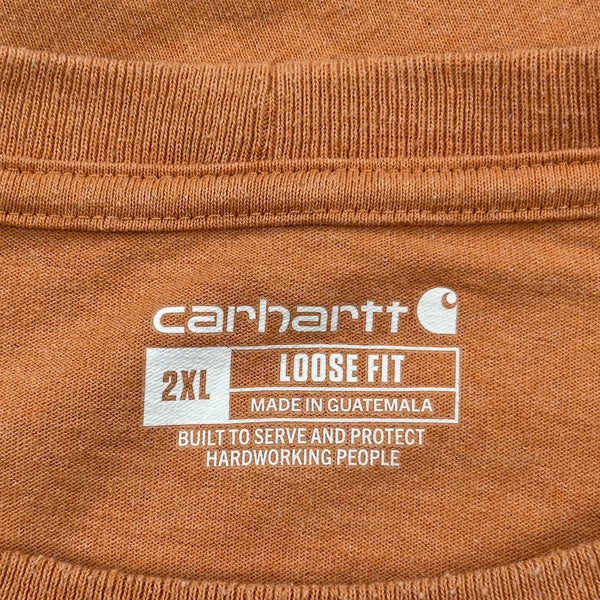 carhartt
2XL
LOOSE FIT
MADE IN GUATEMALA
BUILT TO SERVE AND PROTECT
HARDWORKING PEOPLE